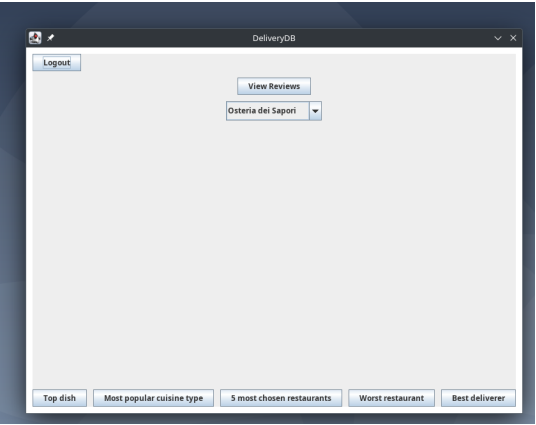 DeliveryDB
Logout
View Reviews
Osteria dei Sapori
Top dish Most popular cuisine type 5 most chosen restaurants Worst restaurant Best deliverer